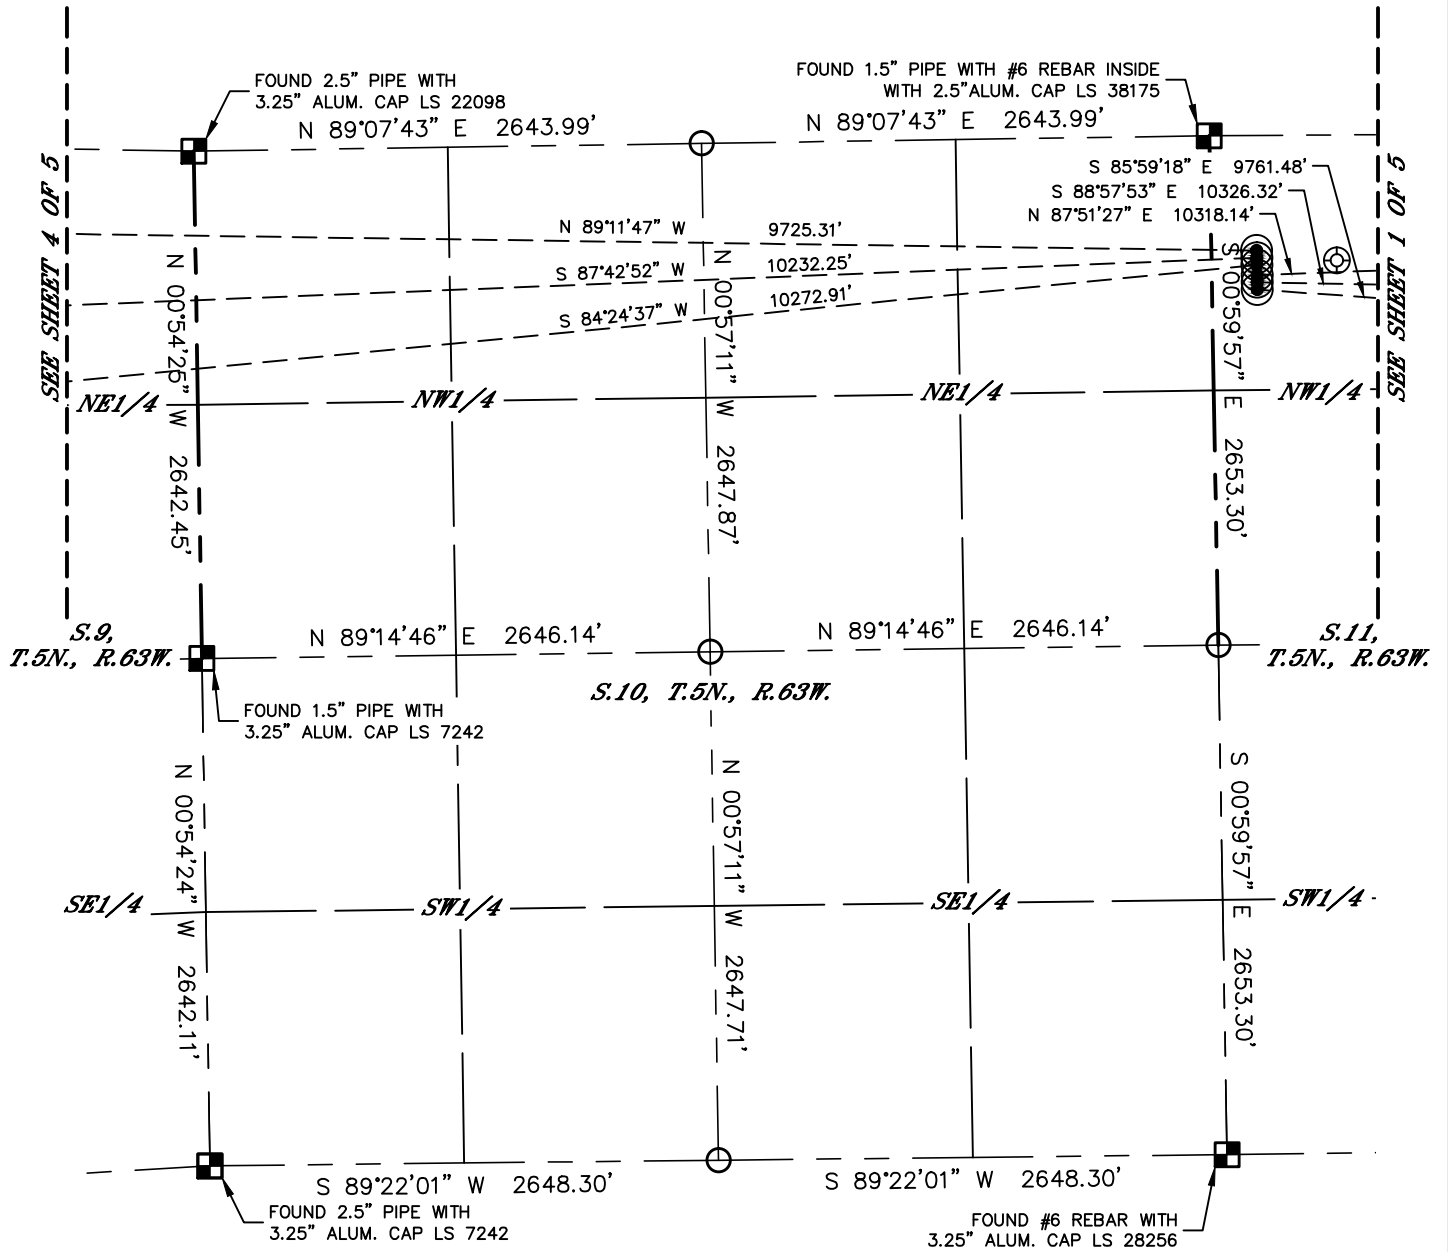 FOUND 2.5" PIPE WITH
3.25" ALUM. CAP LS 22098
N 89°07'43" E 2643.99'
FOUND 1.5" PIPE WITH #6 REBAR INSIDE
WITH 2.5"ALUM. CAP LS 38175
N 89°07'43" E 2643.99'
SEE SHEET 4 OF 5
SEE SHEET 1 OF 5
S 85°59'18" E 9761.48'
S 88°57'53" E 10326.32'
N 87°51'27" E 10318.14'
N 89°11'47" W 9725.31'
S 87°42'52" W 10232.25'
S 84°24'37" W 10272.91'
N 00°54'25" W 2642.45'
N 00°57'11" W 2647.87'
S 00°59'57" E 2653.30'
NE1/4
NW1/4
NE1/4
NW1/4
S.9,
T.5N., R.63W.
N 89°14'46" E 2646.14'
N 89°14'46" E 2646.14'
S.11,
T.5N., R.63W.
S.10, T.5N., R.63W.
FOUND 1.5" PIPE WITH
3.25" ALUM. CAP LS 7242
N 00°54'24" W 2642.11'
N 00°57'11" W 2647.71'
S 00°59'57" E 2653.30'
SE1/4
SW1/4
SE1/4
SW1/4
S 89°22'01" W 2648.30'
S 89°22'01" W 2648.30'
FOUND 2.5" PIPE WITH
3.25" ALUM. CAP LS 7242
FOUND #6 REBAR WITH
3.25" ALUM. CAP LS 28256